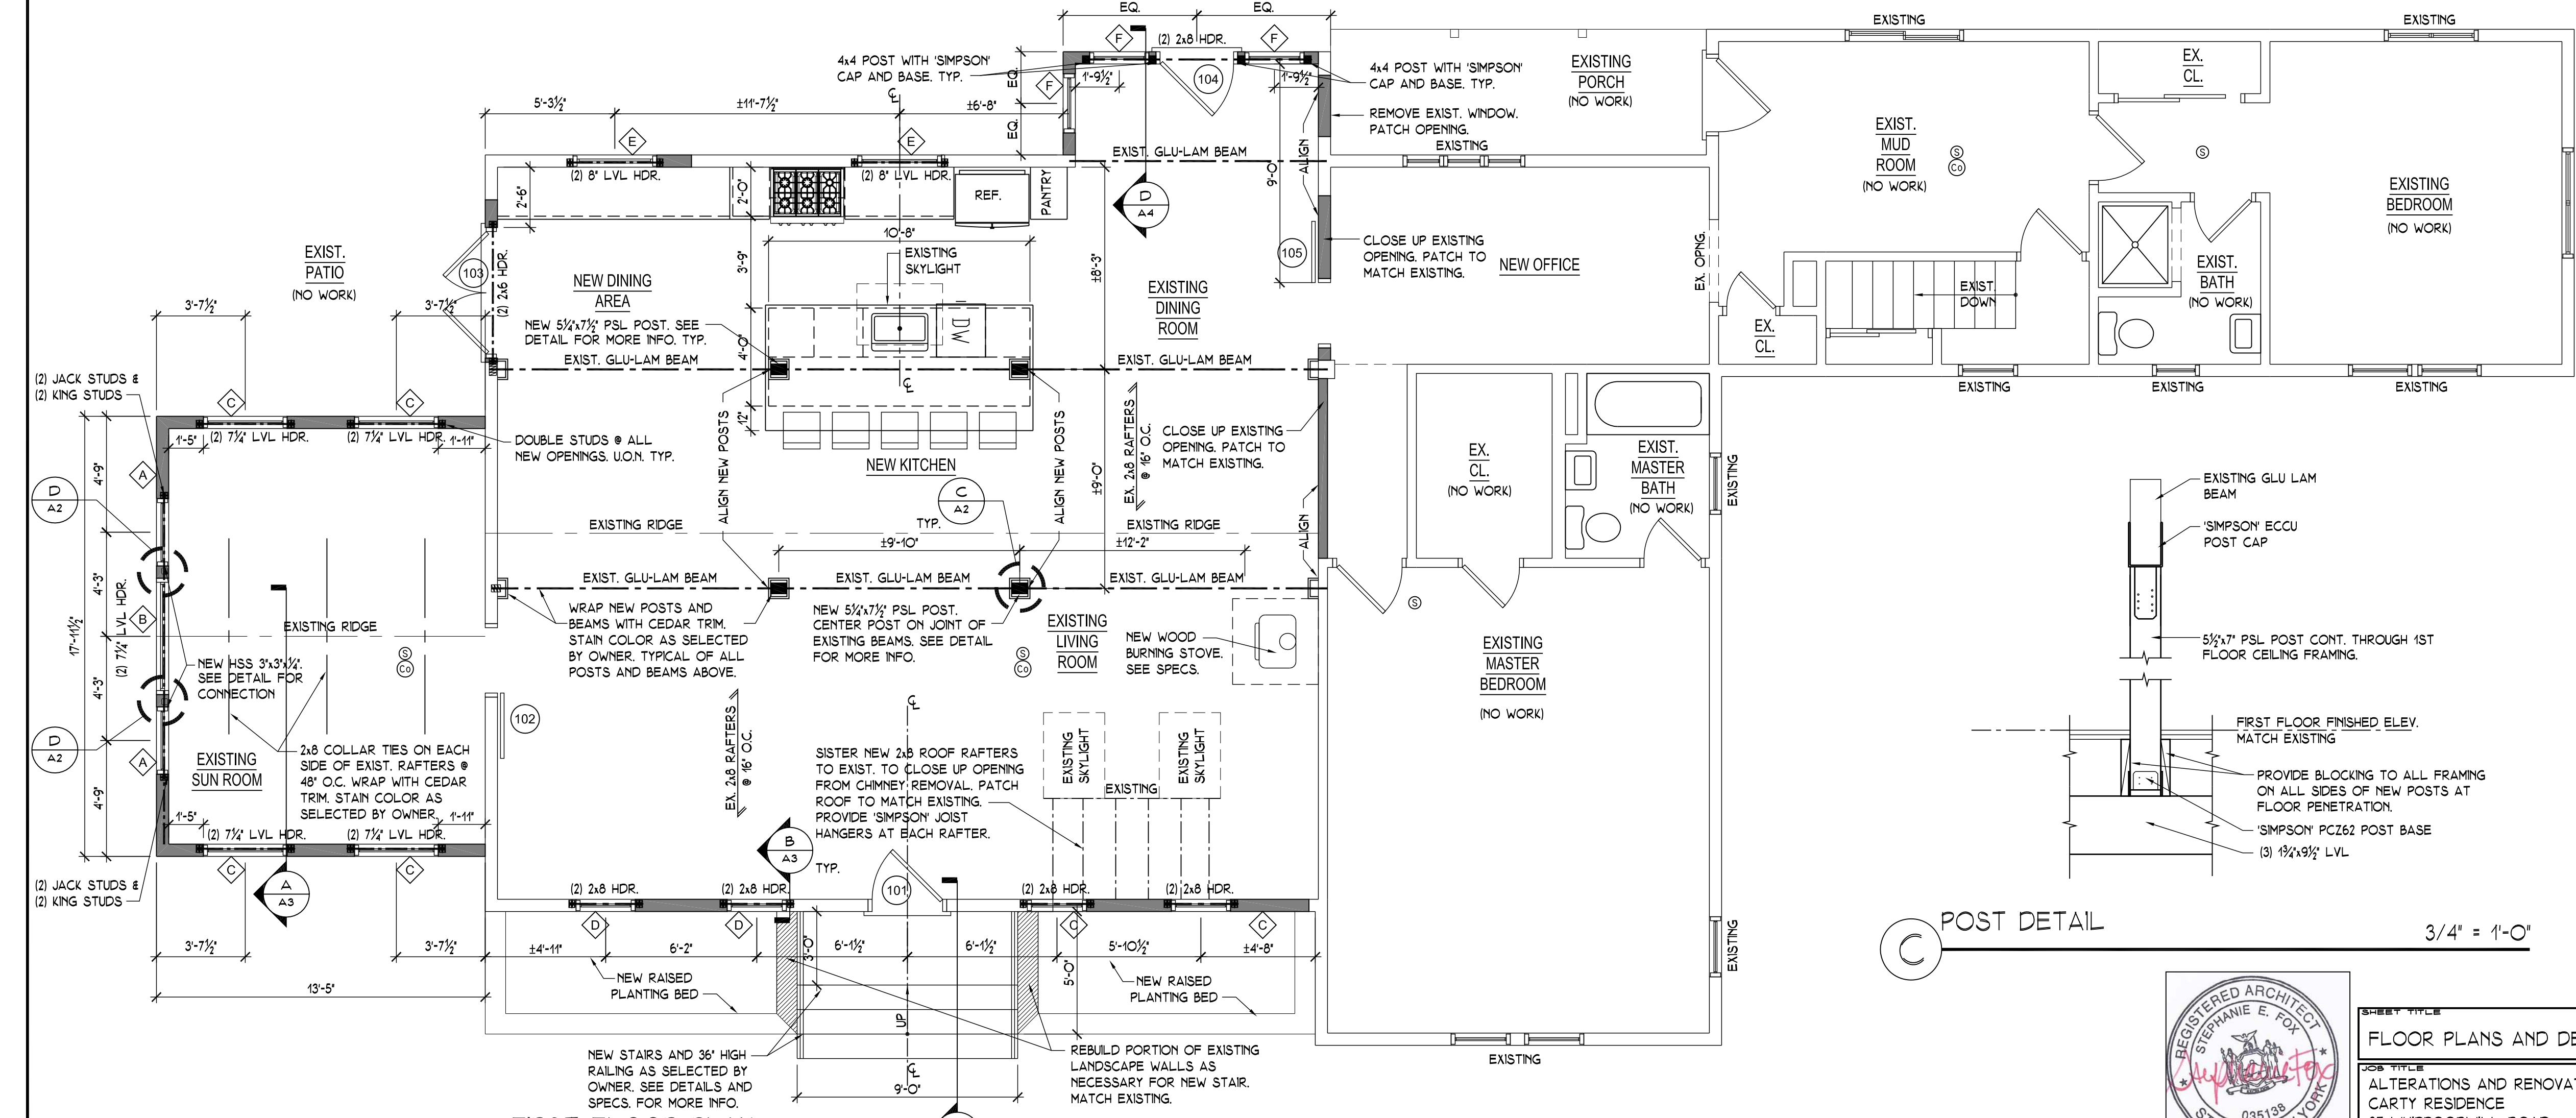 EQ.
EQ.
F
(2) 2x8 HDR.
F
4x4 POST WITH 'SIMPSON'
CAP AND BASE. TYP.
104
1'-9½"
1'-9½"
F
EQ.
EQ.
4x4 POST WITH 'SIMPSON'
CAP AND BASE. TYP.
REMOVE EXIST. WINDOW.
PATCH OPENING.
EXISTING
PORCH
(NO WORK)
EXISTING
EXISTING
EXISTING
EX.
CL.
EXIST.
MUD
ROOM
(NO WORK)
S
Co
S
EXISTING
BEDROOM
(NO WORK)
5'-3½"
±11'-7½"
±6'-8"
E
E
(2) 8" LVL HDR.
(2) 8" LVL HDR.
EXIST. GLU-LAM BEAM
ALIGN
9'-0"
2'-6"
2'-0"
REF.
PANTRY
D
A4
10'-8"
EXISTING
SKYLIGHT
3'-9"
±8'-3"
105
CLOSE UP EXISTING
OPENING. PATCH TO
MATCH EXISTING.
NEW OFFICE
EX. OPNG.
EXIST.
DOWN
EXIST.
BATH
(NO WORK)
EX.
CL.
EXIST.
PATIO
(NO WORK)
103
(2) 2x6 HDR.
NEW DINING
AREA
EXISTING
DINING
ROOM
3'-7½"
3'-7½"
NEW 5¼"x7½" PSL POST. SEE
DETAIL FOR MORE INFO. TYP.
4'-0"
DW
EXIST. GLU-LAM BEAM
EXIST. GLU-LAM BEAM
EXISTING
EXISTING
EXISTING
(2) JACK STUDS &
(2) KING STUDS
C
C
(2) 7¼" LVL HDR.
(2) 7¼" LVL HDR.
1'-5"
1'-11"
DOUBLE STUDS @ ALL
NEW OPENINGS. U.O.N. TYP.
12"
ALIGN NEW POSTS
ALIGN NEW POSTS
NEW KITCHEN
±9'-0"
EX. 2x8 RAFTERS
@ 16" O.C.
CLOSE UP EXISTING
OPENING. PATCH TO
MATCH EXISTING.
EX.
CL.
(NO WORK)
EXIST.
MASTER
BATH
(NO WORK)
EXISTING
4'-9"
A
D
A2
C
A2
TYP.
EXISTING RIDGE
EXISTING RIDGE
ALIGN
±9'-10"
±12'-2"
EXISTING GLU LAM
BEAM
'SIMPSON' ECCU
POST CAP
4'-3"
(2) 7¼" LVL HDR.
B
17'-11½"
EXIST. GLU-LAM BEAM
EXIST. GLU-LAM BEAM
EXIST. GLU-LAM BEAM
EXISTING RIDGE
WRAP NEW POSTS AND
BEAMS WITH CEDAR TRIM.
STAIN COLOR AS SELECTED
BY OWNER. TYPICAL OF ALL
POSTS AND BEAMS ABOVE.
NEW 5¼"x7½" PSL POST.
CENTER POST ON JOINT OF
EXISTING BEAMS. SEE DETAIL
FOR MORE INFO.
EXISTING
LIVING
ROOM
NEW WOOD
BURNING STOVE.
SEE SPECS.
S
EXISTING
MASTER
BEDROOM
(NO WORK)
5½"x7" PSL POST CONT. THROUGH 1ST
FLOOR CEILING FRAMING.
NEW HSS 3"x3"x¼".
SEE DETAIL FOR
CONNECTION
S
Co
S
Co
4'-3"
D
A2
A
102
EX. 2x8 RAFTERS
@ 16" O.C.
FIRST FLOOR FINISHED ELEV.
MATCH EXISTING
EXISTING
SUN ROOM
2x8 COLLAR TIES ON EACH
SIDE OF EXIST. RAFTERS @
48" O.C. WRAP WITH CEDAR
TRIM. STAIN COLOR AS
SELECTED BY OWNER.
SISTER NEW 2x8 ROOF RAFTERS
TO EXIST. TO CLOSE UP OPENING
FROM CHIMNEY REMOVAL. PATCH
ROOF TO MATCH EXISTING.
PROVIDE 'SIMPSON' JOIST
HANGERS AT EACH RAFTER.
EXISTING
SKYLIGHT
EXISTING
SKYLIGHT
EXISTING
PROVIDE BLOCKING TO ALL FRAMING
ON ALL SIDES OF NEW POSTS AT
FLOOR PENETRATION.
'SIMPSON' PCZ62 POST BASE
(3) 1¾"x9½" LVL
4'-9"
1'-5"
1'-11"
(2) 7¼" LVL HDR.
(2) 7¼" LVL HDR.
C
C
(2) JACK STUDS &
(2) KING STUDS
A
A3
B
A3
TYP.
101
(2) 2x8 HDR.
(2) 2x8 HDR.
(2) 2x8 HDR.
(2) 2x8 HDR.
D
D
C
C
3'-7½"
3'-7½"
±4'-11"
6'-2"
3'-0"
6'-1½"
6'-1½"
5'-10½"
±4'-8"
5'-0"
13'-5"
NEW RAISED
PLANTING BED
NEW RAISED
PLANTING BED
UP
EXISTING
EXISTING
C
POST DETAIL
3/4" = 1'-0"
NEW STAIRS AND 36" HIGH
RAILING AS SELECTED BY
OWNER. SEE DETAILS AND
SPECS. FOR MORE INFO.
9'-0"
REBUILD PORTION OF EXISTING
LANDSCAPE WALLS AS
NECESSARY FOR NEW STAIR.
MATCH EXISTING.
REGISTERED ARCHITECT
STEPHANIE E. FOX
035138
SHEET TITLE
FLOOR PLANS AND DE
JOB TITLE
ALTERATIONS AND RENOVA
CARTY RESIDENCE